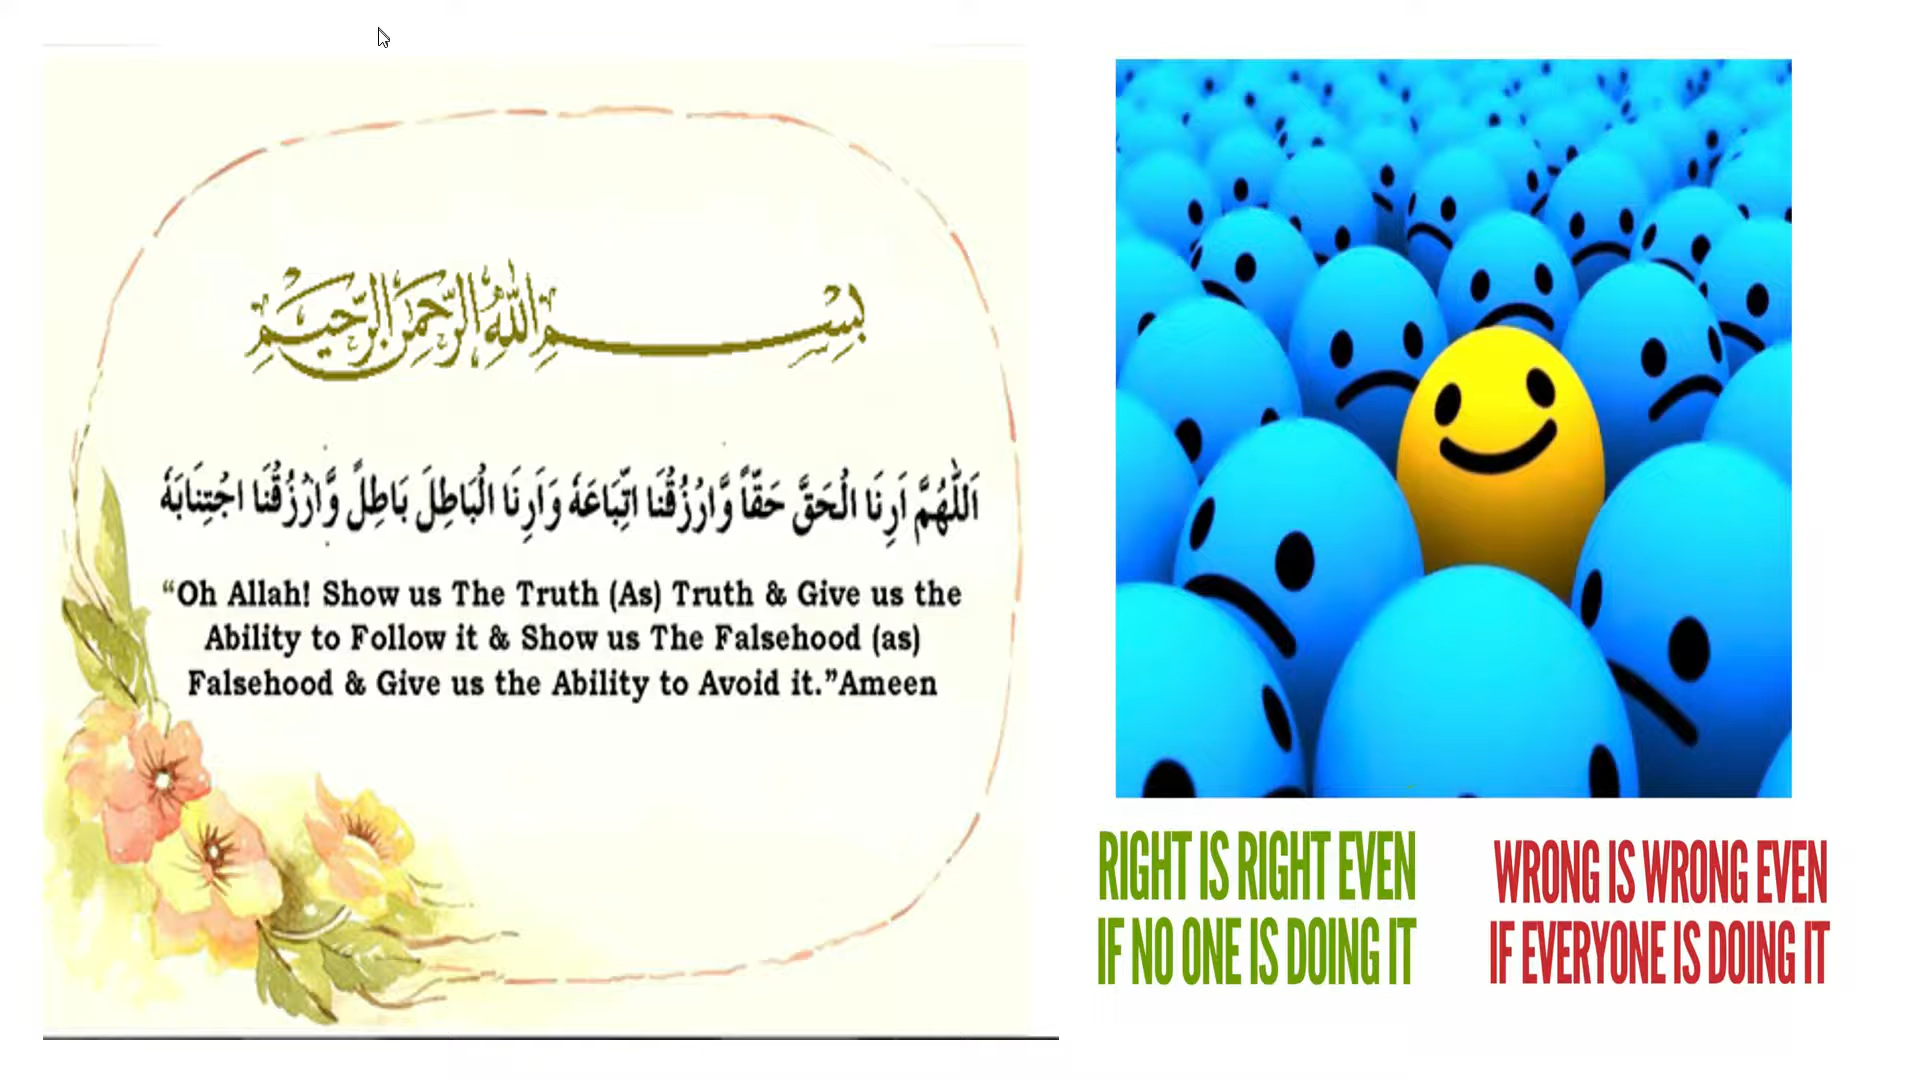 بِسْمِ اللهِ الرَّحْمٰنِ الرَّحِيْمِ
اَللّٰهُمَّ اَرِنَا الْحَقَّ حَقّاً وَّارْزُقْنَا اتِّبَاعَهٗ وَاَرِنَا الْبَاطِلَ بَاطِلً وَّارْزُقْنَا اجْتِنَابَهٗ
“Oh Allah! Show us The Truth (As) Truth & Give us the
Ability to Follow it & Show us The Falsehood (as)
Falsehood & Give us the Ability to Avoid it.”Ameen
RIGHT IS RIGHT EVEN
IF NO ONE IS DOING IT
WRONG IS WRONG EVEN
IF EVERYONE IS DOING IT